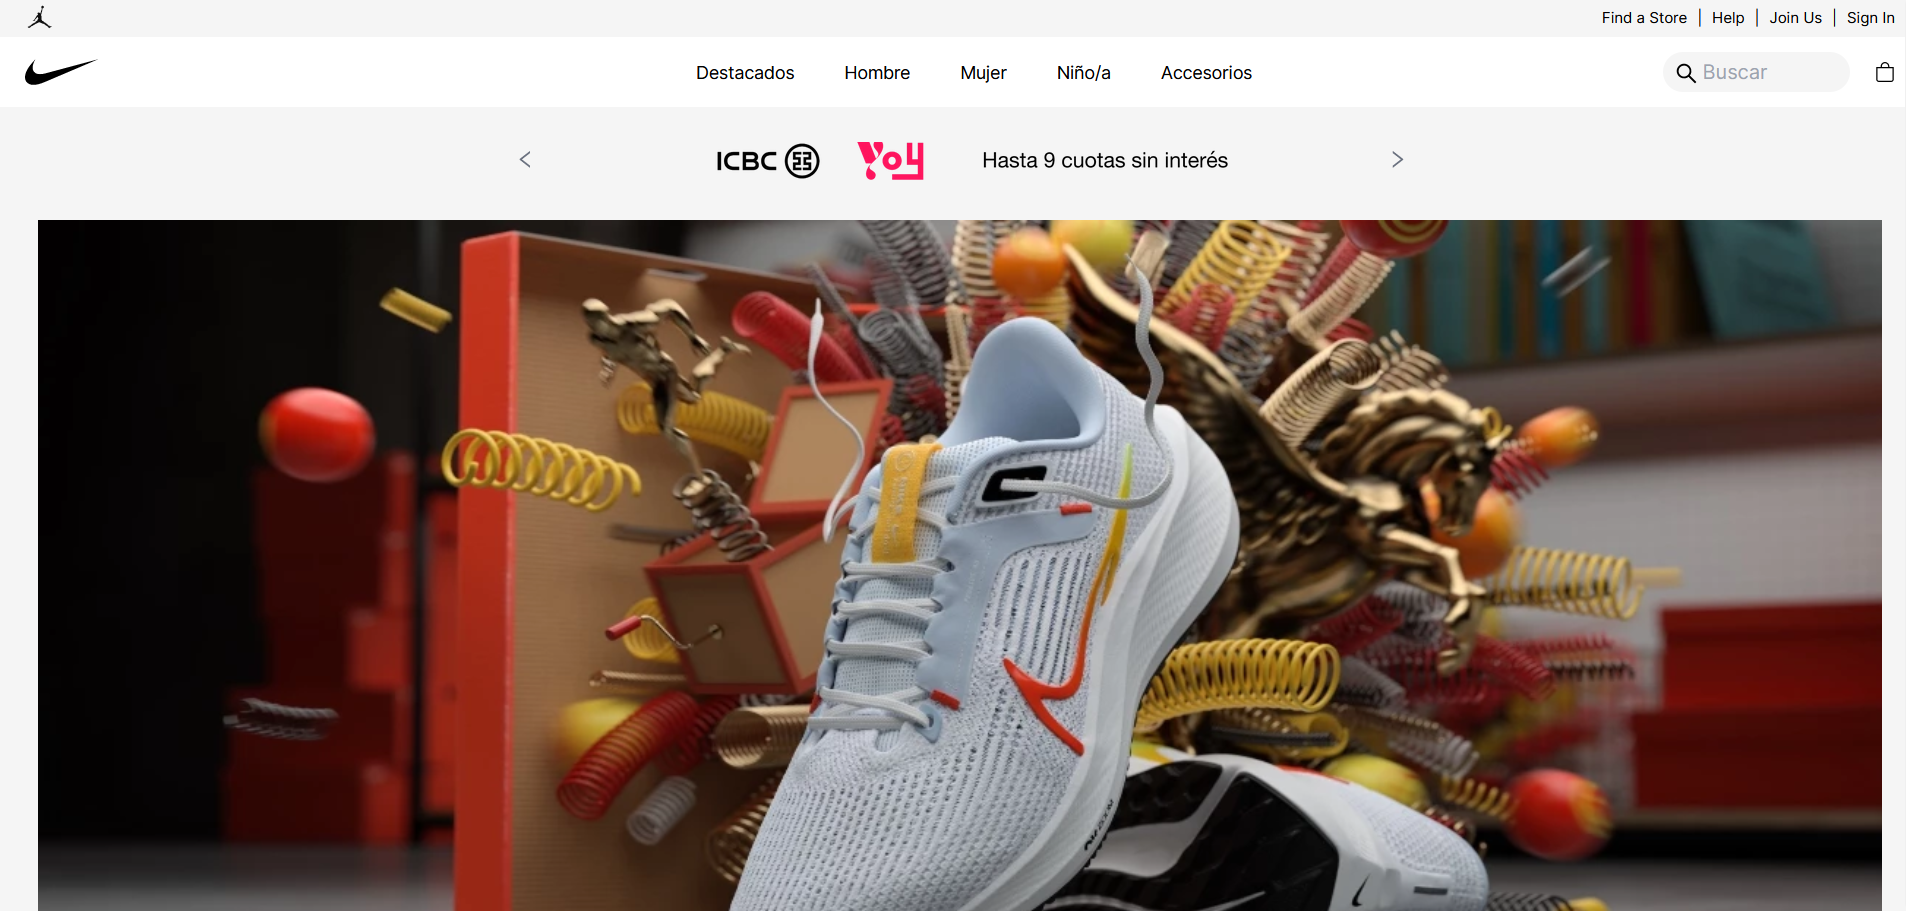 Find a Store | Help | Join Us | Sign In
Destacados Hombre Mujer Niño/a Accesorios
Buscar
ICBC Yoy Hasta 9 cuotas sin interés